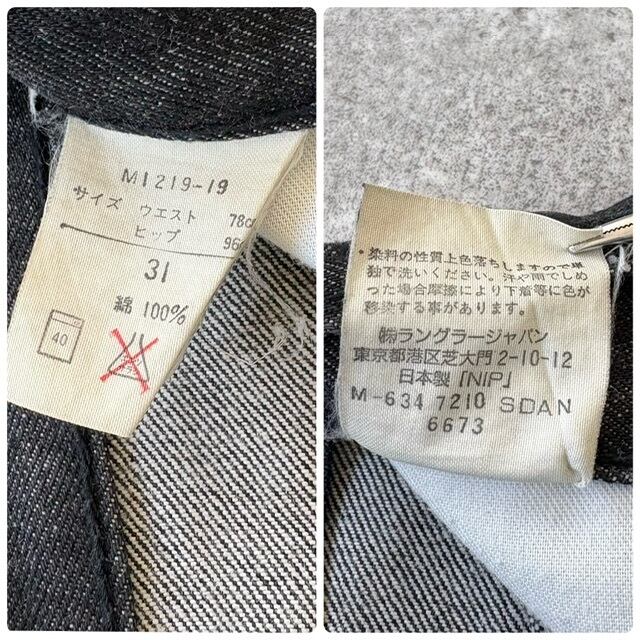 M1219-19
サイズ ウエスト 78c
ヒップ 96
31
綿 100%
40
・染料の性質上色落ちしますので単
独で洗いください。汗や雨でしめ
った場合摩擦により下着等に色が
移染する事があります。
㈱ラングラージャパン
東京都港区芝大門2-10-12
日本製「NIP」
M-634 7210 SDAN
6673